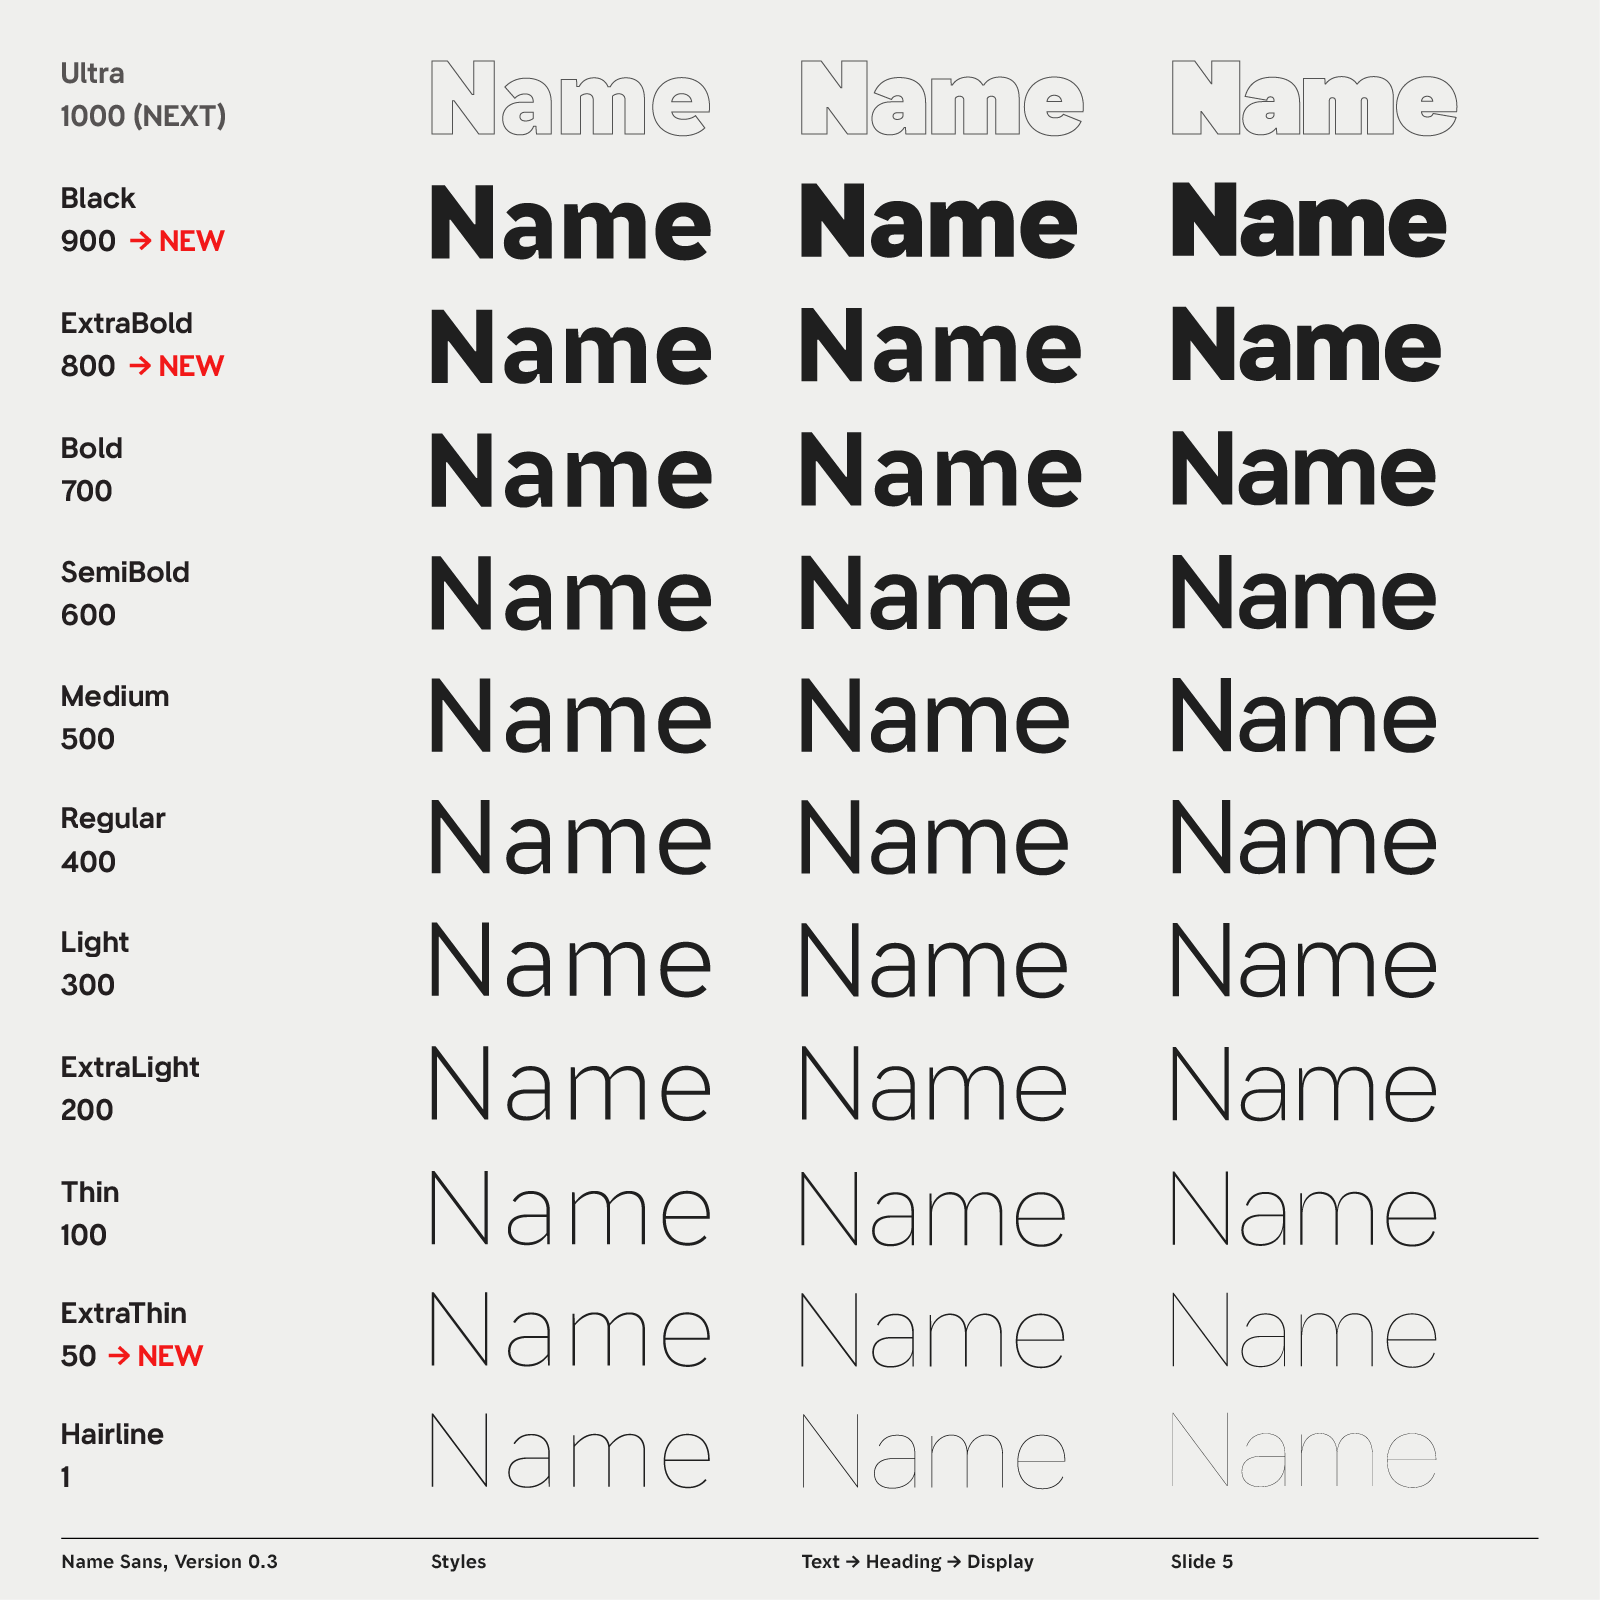 Ultra
1000 (NEXT)
Name Name Name
Black
900 → NEW
Name Name Name
ExtraBold
800 → NEW
Name Name Name
Bold
700
Name Name Name
SemiBold
600
Name Name Name
Medium
500
Name Name Name
Regular
400
Name Name Name
Light
300
Name Name Name
ExtraLight
200
Name Name Name
Thin
100
Name Name Name
ExtraThin
50 → NEW
Name Name Name
Hairline
1
Name Name Name
Name Sans, Version 0.3
Styles
Text → Heading → Display
Slide 5